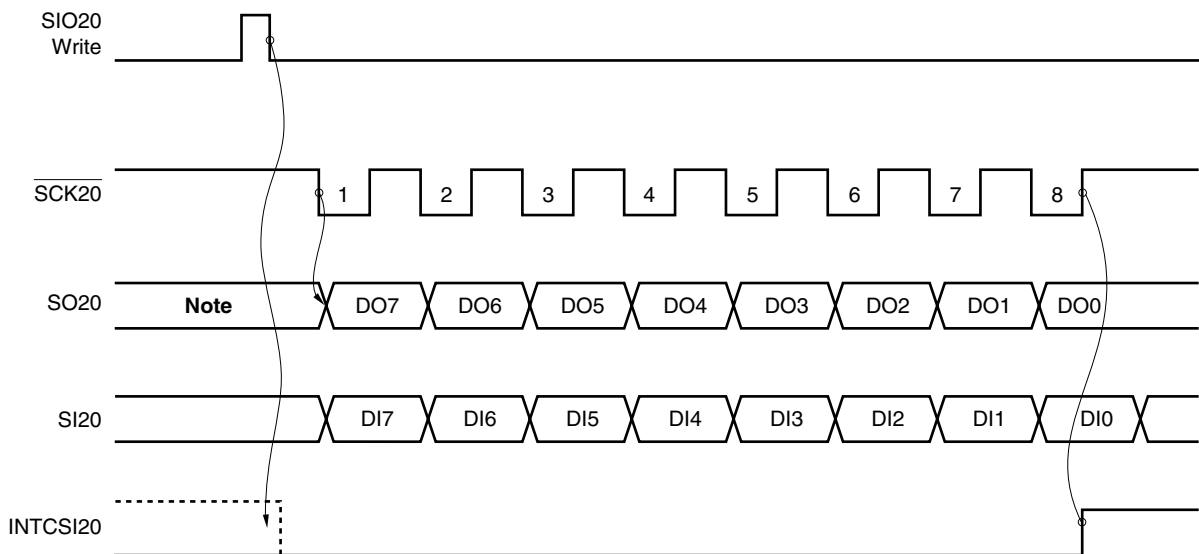 SIO20
Write
SCK20
1 2 3 4 5 6 7 8
SO20 Note DO7 DO6 DO5 DO4 DO3 DO2 DO1 DO0
SI20 DI7 DI6 DI5 DI4 DI3 DI2 DI1 DI0
INTCSI20